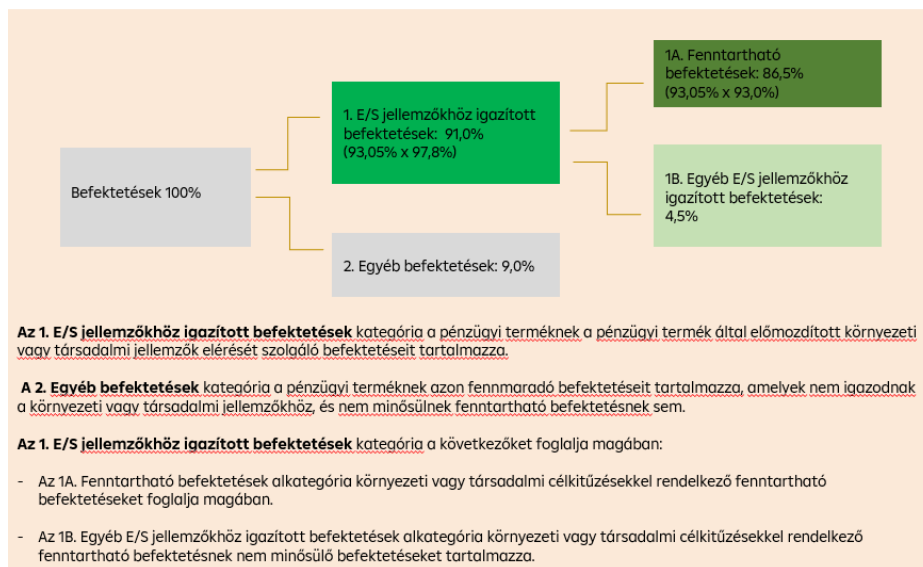 1A. Fenntartható
befektetések: 86,5%
(93,05% x 93,0%)
1. E/S jellemzőkhöz igazított
befektetések:  91,0%
(93,05% x 97,8%)
Befektetések 100%
1B. Egyéb E/S jellemzőkhöz
igazított befektetések:
4,5%
2. Egyéb befektetések: 9,0%
Az 1. E/S jellemzőkhöz igazított befektetések kategória a pénzügyi terméknek a pénzügyi termék által előmozdított környezeti
vagy társadalmi jellemzők elérését szolgáló befektetéseit tartalmazza.
A 2. Egyéb befektetések kategória a pénzügyi terméknek azon fennmaradó befektetéseit tartalmazza, amelyek nem igazodnak
a környezeti vagy társadalmi jellemzőkhöz, és nem minősülnek fenntartható befektetésnek sem.
Az 1. E/S jellemzőkhöz igazított befektetések kategória a következőket foglalja magában:
- Az 1A. Fenntartható befektetések alkategória környezeti vagy társadalmi célkitűzésekkel rendelkező fenntartható
befektetéseket foglalja magában.
- Az 1B. Egyéb E/S jellemzőkhöz igazított befektetések alkategória környezeti vagy társadalmi célkitűzésekkel rendelkező
fenntartható befektetésnek nem minősülő befektetéseket tartalmazza.